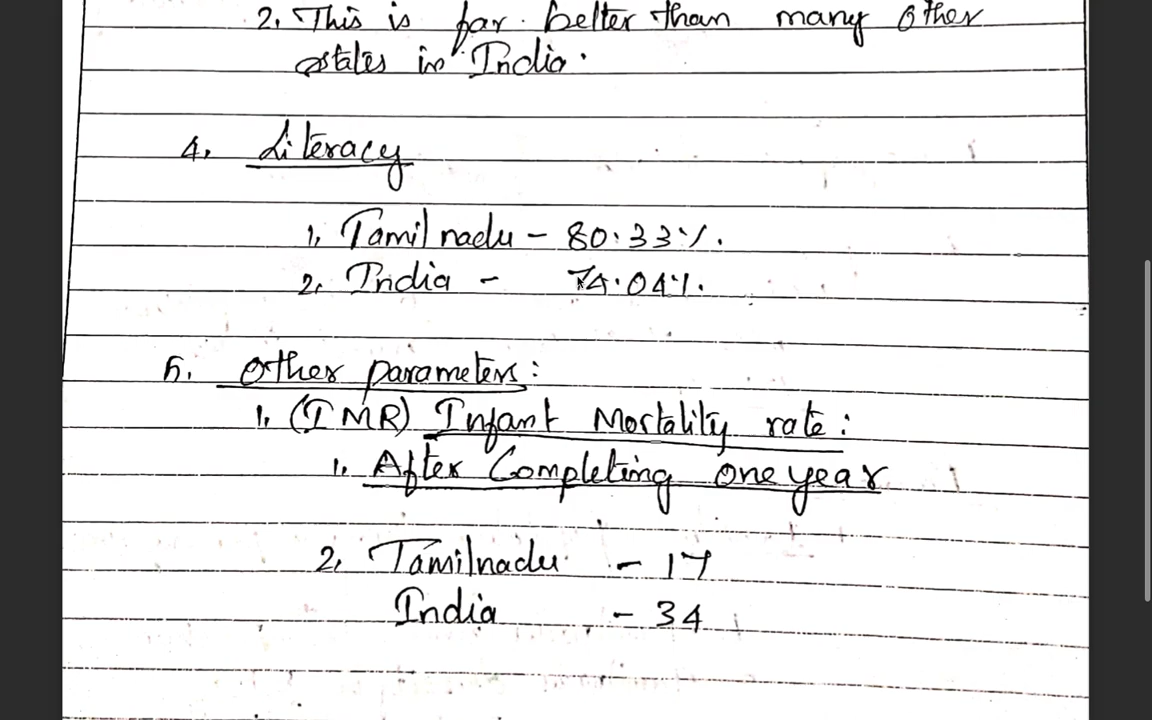 2. This is far better than many other
states in India.
4. Literacy
1. Tamil nadu - 80.33%.
2. India - 74.04%.
5. Other parameters:
1. (IMR) Infant Mortality rate:
1. After Completing one year
2. Tamilnadu - 17
India - 34